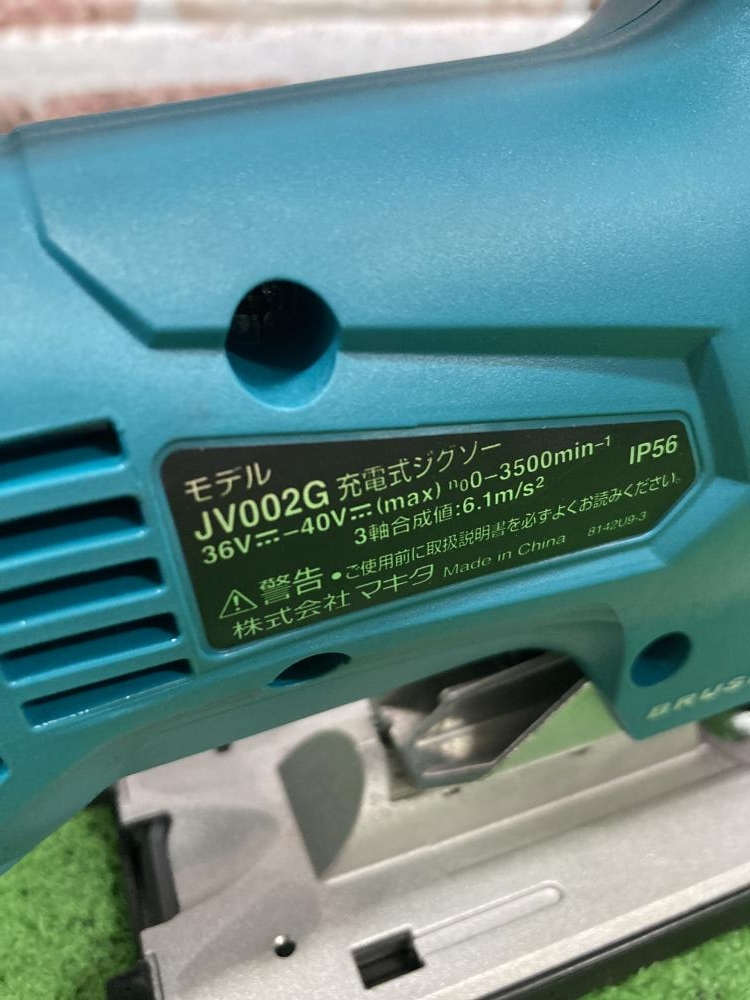 モデル
JV002G 充電式ジグソー
36V⎓-40V⎓(max) n₀0-3500min⁻¹ IP56
3軸合成値:6.1m/s²
⚠警告 •ご使用前に取扱説明書を必ずよくお読みください。
株式会社 マキタ Made in China 8142U9-3